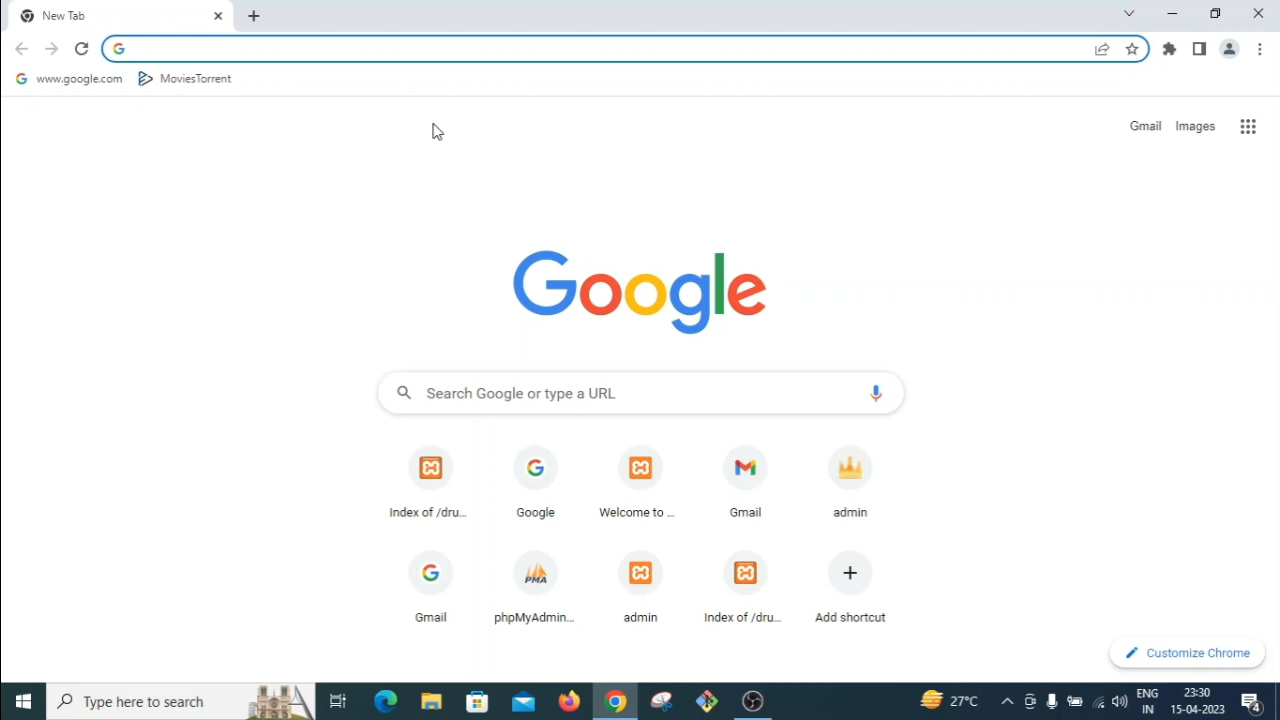 New Tab
www.google.com MoviesTorrent
Gmail Images
Google
Search Google or type a URL
Index of /dru... Google Welcome to ... Gmail admin
Gmail phpMyAdmin... admin Index of /dru... Add shortcut
PMA
Customize Chrome
Type here to search 27°C ENG 23:30
IN 15-04-2023 4